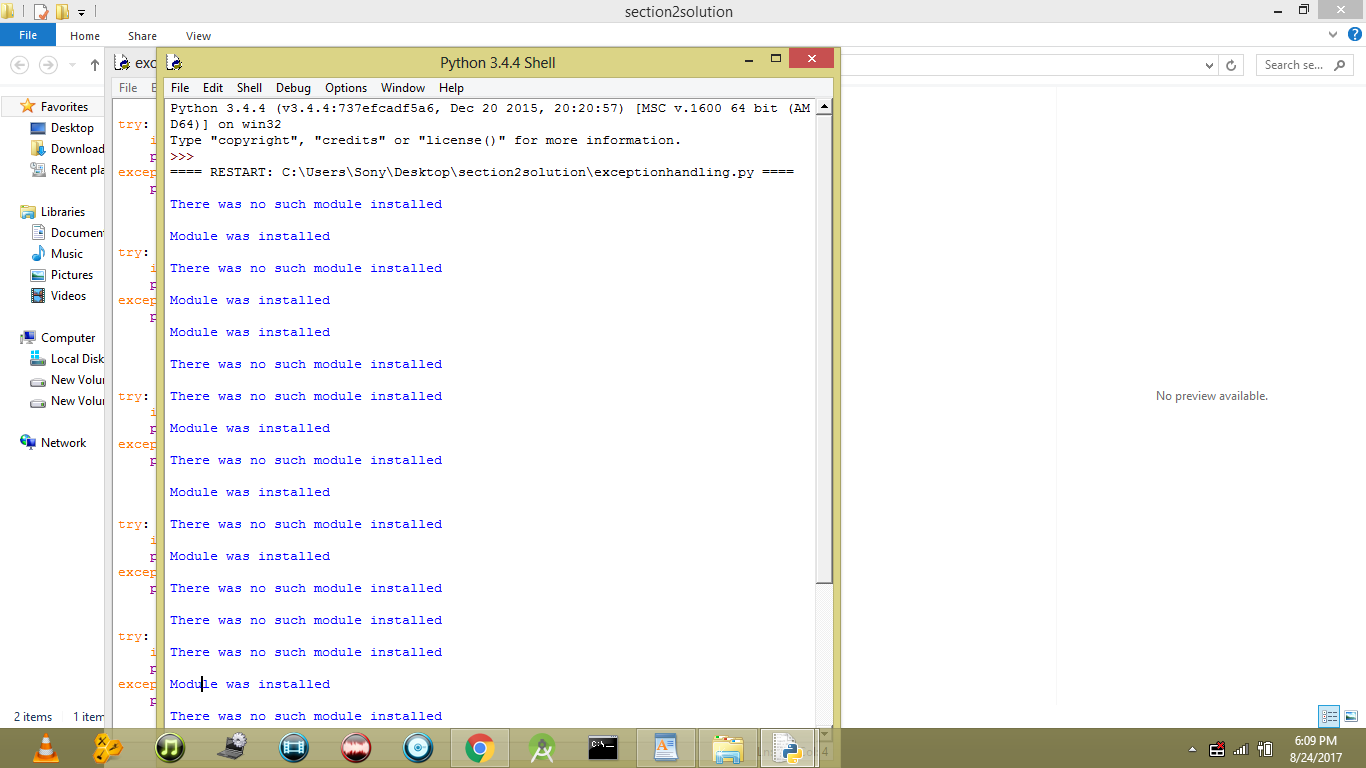 section2solution
File Home Share View
Search se...
exc
File E
Python 3.4.4 Shell
File Edit Shell Debug Options Window Help
Python 3.4.4 (v3.4.4:737efcadf5a6, Dec 20 2015, 20:20:57) [MSC v.1600 64 bit (AM
D64)] on win32
Type "copyright", "credits" or "license()" for more information.
>>>
==== RESTART: C:\Users\Sony\Desktop\section2solution\exceptionhandling.py ====
There was no such module installed
Module was installed
There was no such module installed
Module was installed
Module was installed
There was no such module installed
There was no such module installed
Module was installed
There was no such module installed
Module was installed
There was no such module installed
Module was installed
There was no such module installed
There was no such module installed
There was no such module installed
Module was installed
There was no such module installed
try:
i
p
excep
p
try:
i
p
excep
p
try:
i
excep
p
try:
i
excep
p
try:
i
p
excep
p
Favorites
Desktop
Download
Recent pla
Libraries
Documen
Music
Pictures
Videos
Computer
Local Disk
New Volu
New Volu
Network
No preview available.
2 items 1 item
6:09 PM
8/24/2017